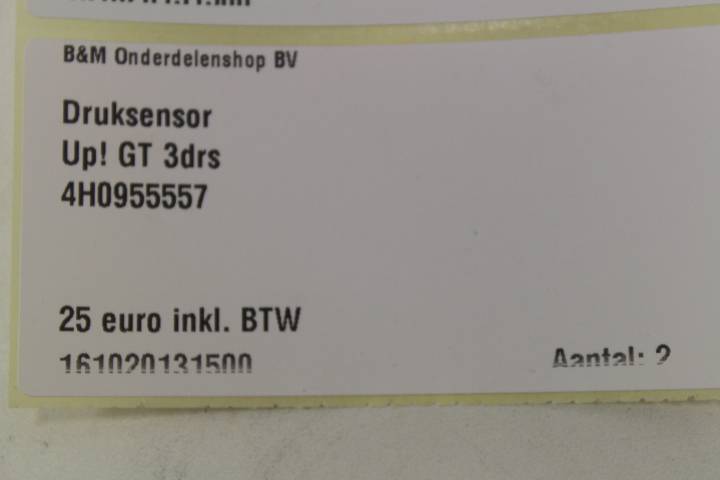 B&M Onderdelenshop BV
Druksensor
Up! GT 3drs
4H0955557
25 euro inkl. BTW
161020131500
Aantal: 2